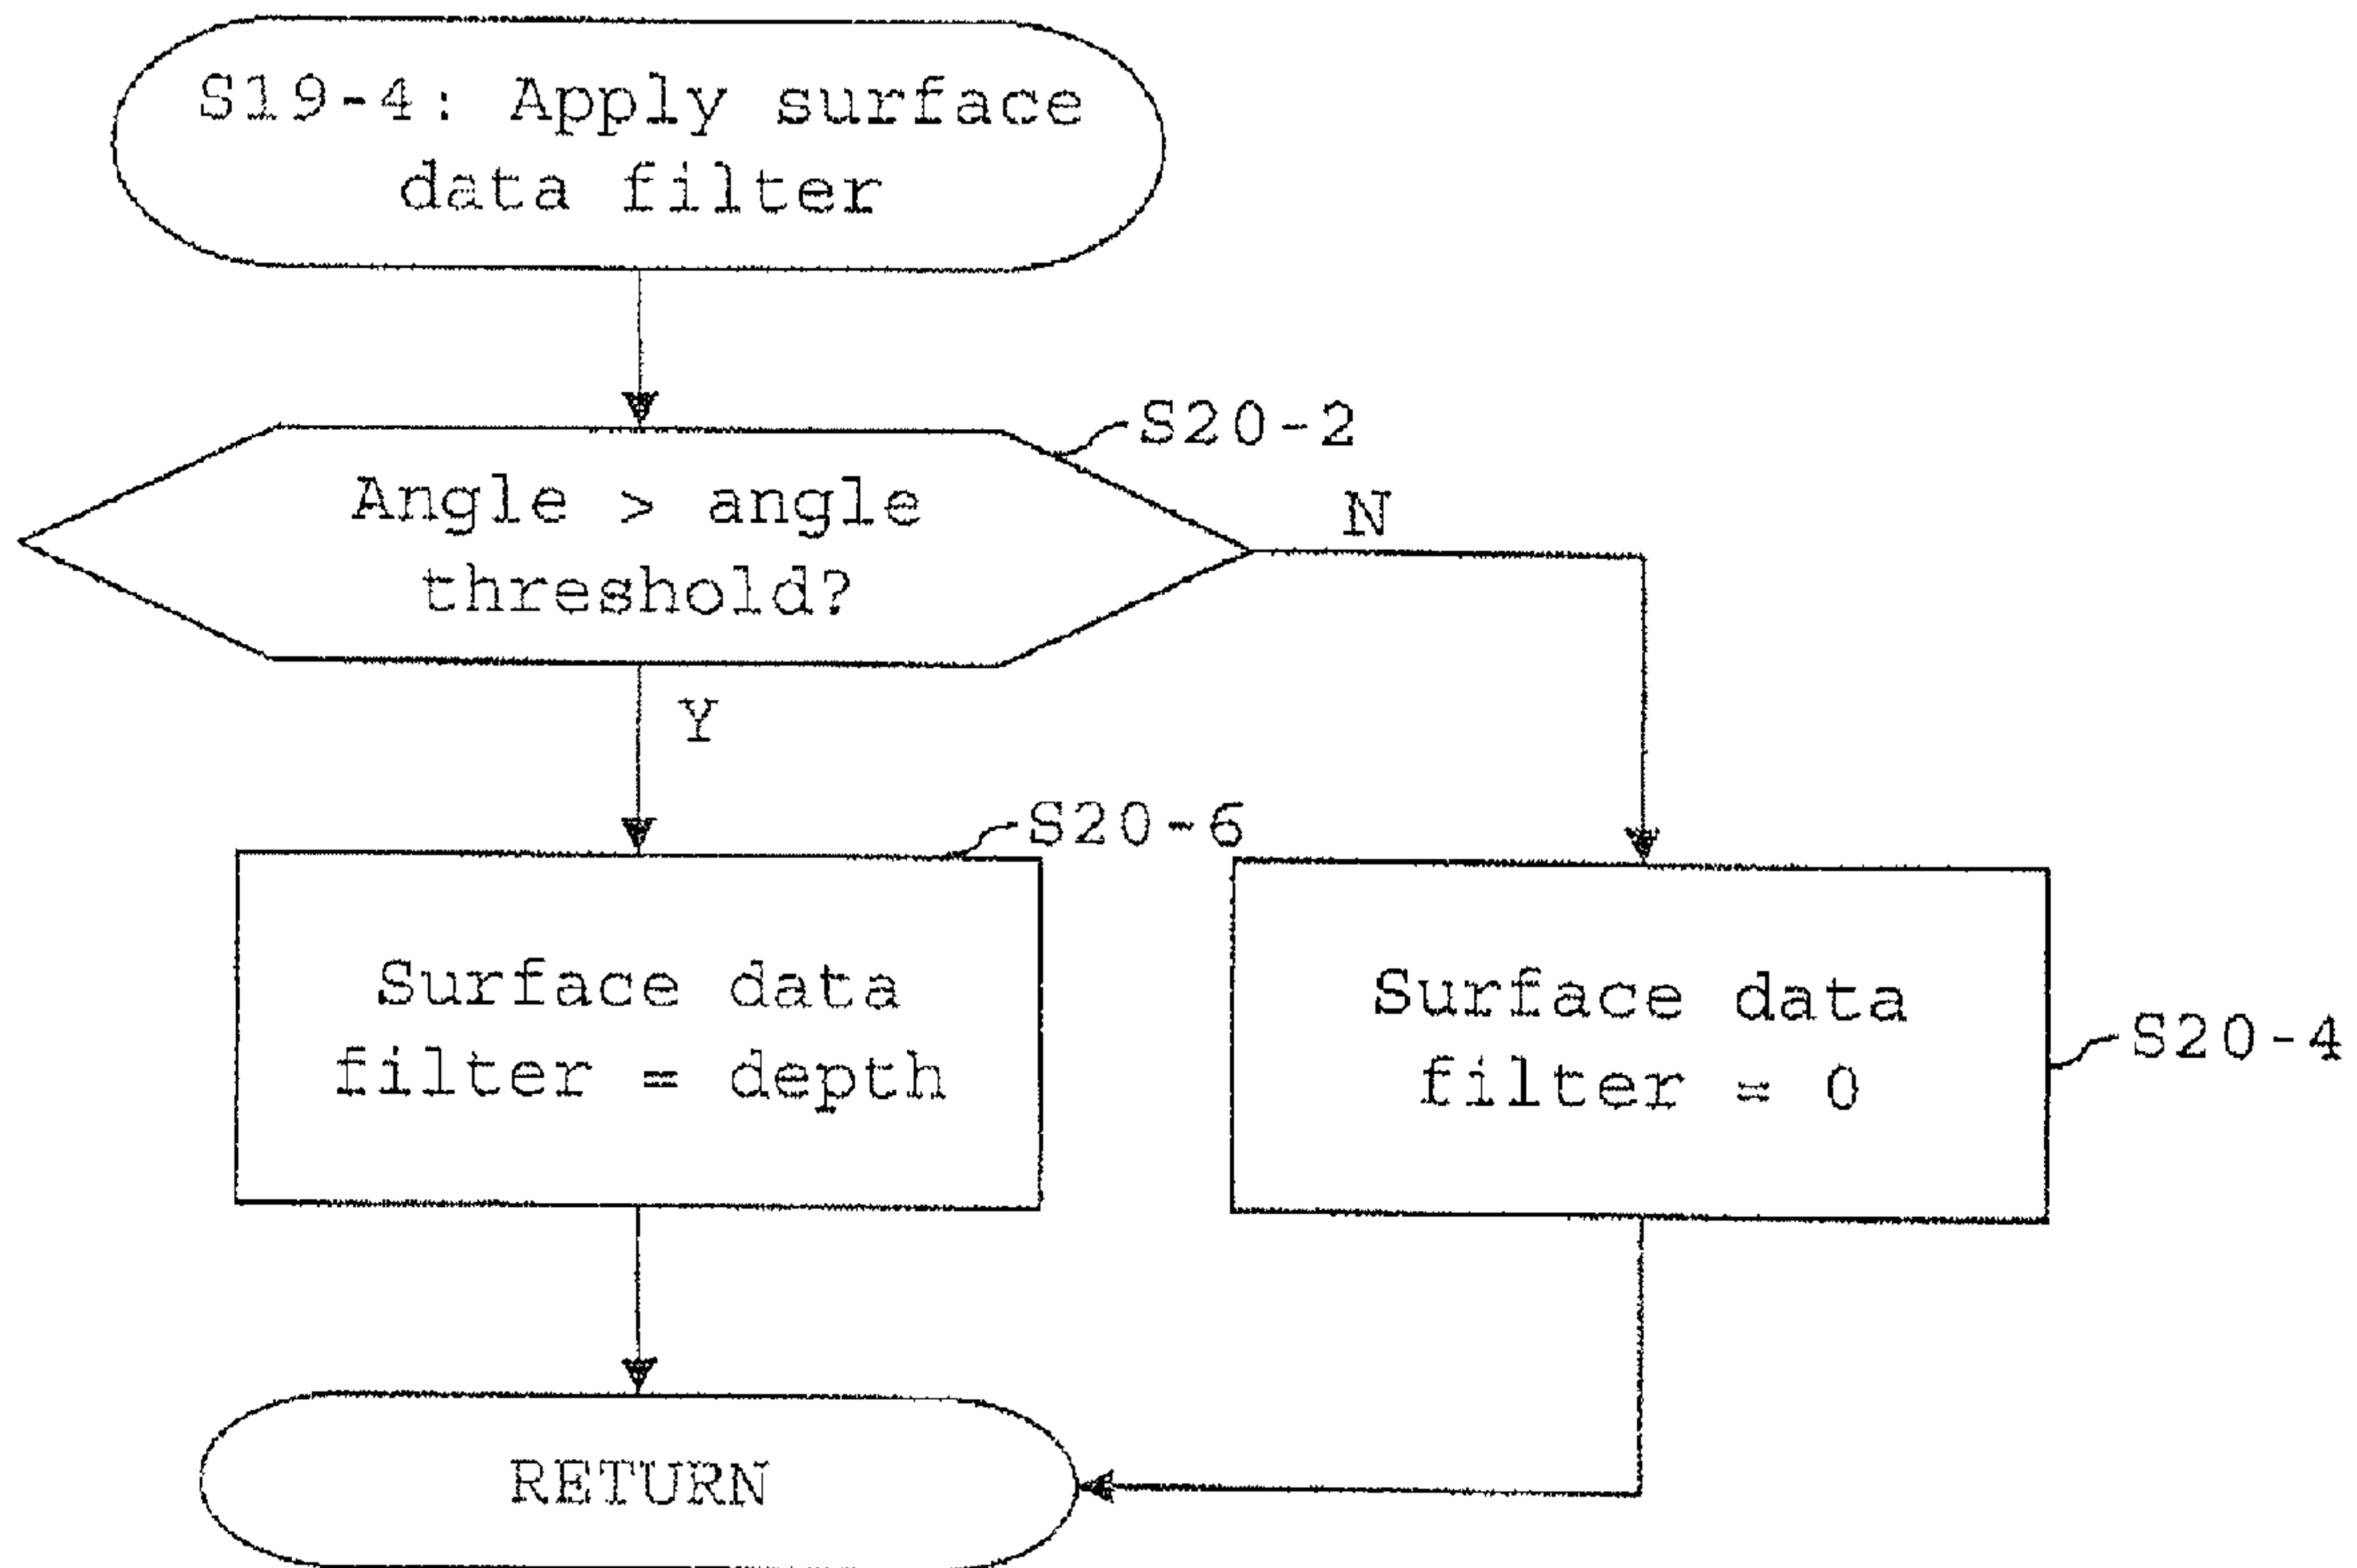 S19-4: Apply surface
data filter
S20-2
Angle > angle
threshold?
N
Y
S20-6
Surface data
filter = depth
Surface data
filter = 0
S20-4
RETURN